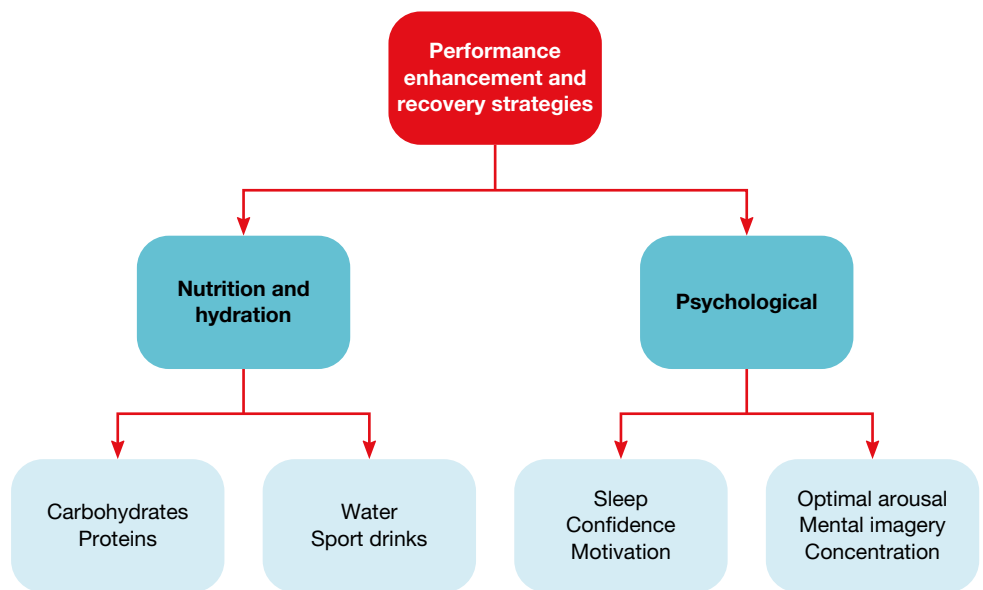 Performance
enhancement and
recovery strategies
Nutrition and
hydration
Psychological
Carbohydrates
Proteins
Water
Sport drinks
Sleep
Confidence
Motivation
Optimal arousal
Mental imagery
Concentration